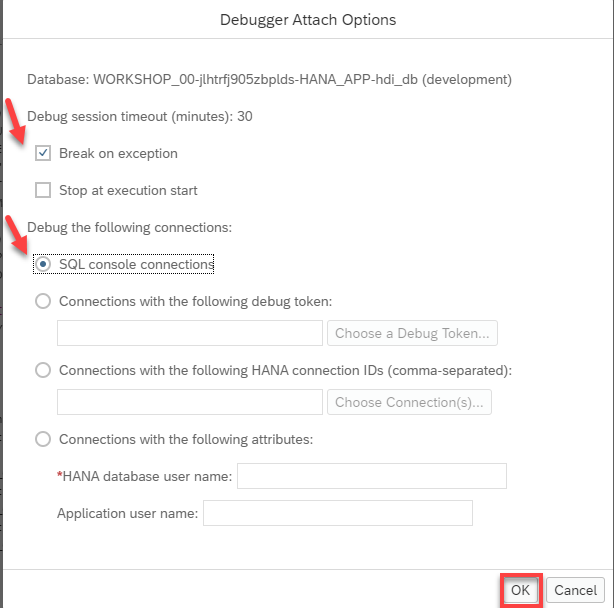 Debugger Attach Options
Database: WORKSHOP_00-jlhtrfj905zbplds-HANA_APP-hdi_db (development)
Debug session timeout (minutes): 30
Break on exception
Stop at execution start
Debug the following connections:
SQL console connections
Connections with the following debug token:
Choose a Debug Token...
Connections with the following HANA connection IDs (comma-separated):
Choose Connection(s)...
Connections with the following attributes:
*HANA database user name:
Application user name:
OK Cancel